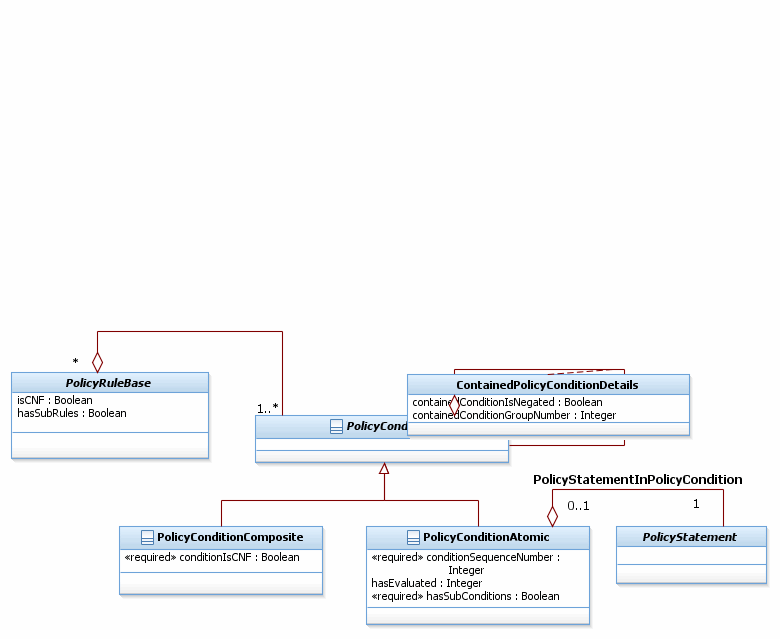 *
PolicyRuleBase
isCNF : Boolean
hasSubRules : Boolean
1..*
ContainedPolicyConditionDetails
containedConditionIsNegated : Boolean
containedConditionGroupNumber : Integer
PolicyCond
PolicyStatementInPolicyCondition
0..1
1
PolicyConditionComposite
«required» conditionIsCNF : Boolean
PolicyConditionAtomic
«required» conditionSequenceNumber :
Integer
hasEvaluated : Integer
«required» hasSubConditions : Boolean
PolicyStatement